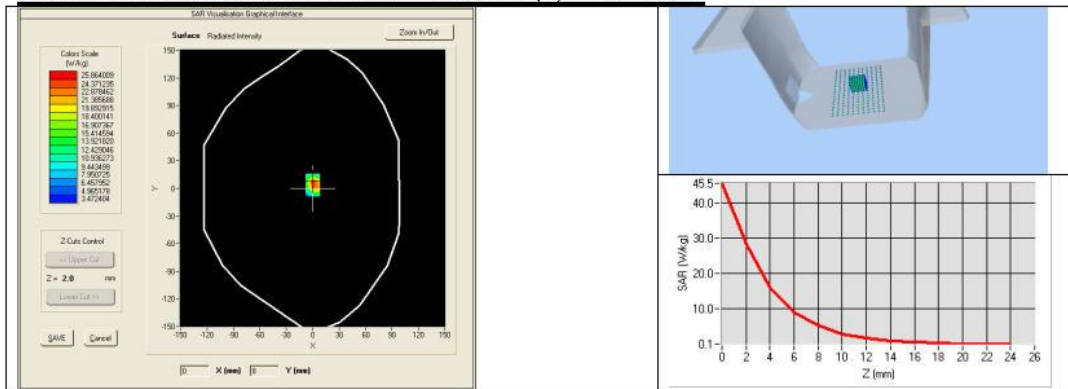 SAR Visualisation Graphical Interface
Surface Radiated Intensity
Zoom In/Out
Colors Scale
(W/kg)
25.864009
24.371235
22.878462
21.385688
19.892915
18.400141
16.907367
15.414594
13.921820
12.429046
10.936273
9.443499
7.950725
6.457952
4.965178
3.472404
150
120
90
60
30
0
-30
-60
-90
-120
-150
Y
-150 -120 -90 -60 -30 0 30 60 90 120 150
X
Z-Cuts Control
<< Upper Cut
Z = 2.0 mm
Lower Cut >>
SAVE Cancel
0 X (mm) 0 Y (mm)
45.5
40.0
30.0
20.0
10.0
0.1
SAR (W/kg)
0 2 4 6 8 10 12 14 16 18 20 22 24 26
Z (mm)